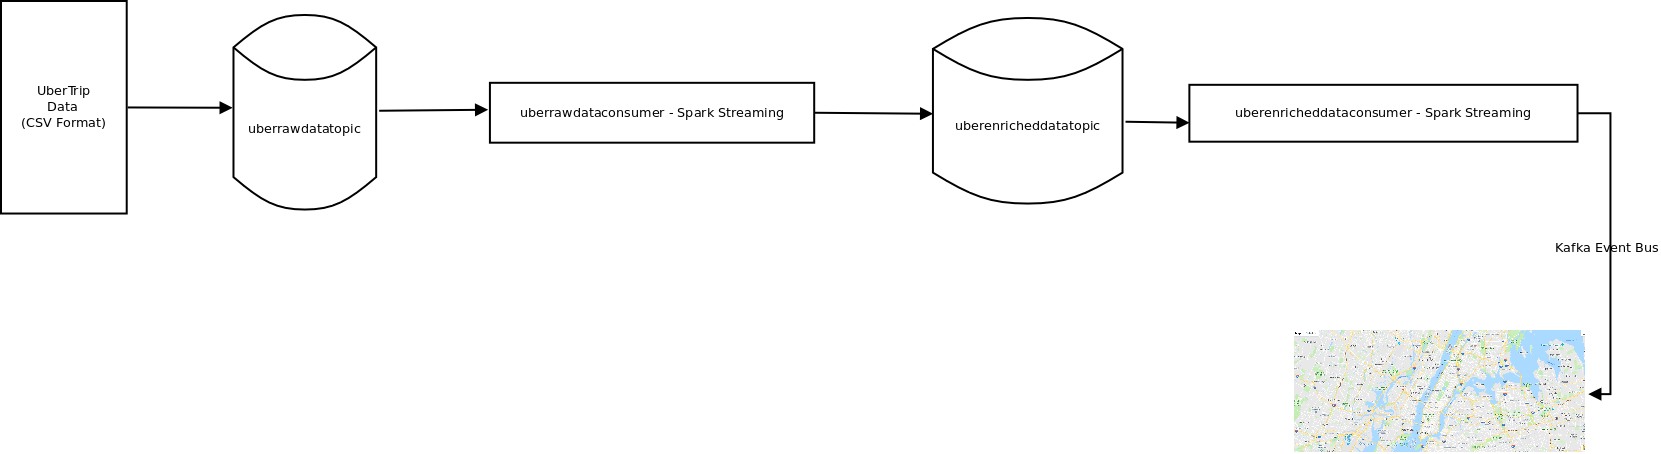 UberTrip
Data
(CSV Format)
uberrawdatatopic
uberrawdataconsumer - Spark Streaming
uberenricheddatatopic
uberenricheddataconsumer - Spark Streaming
Kafka Event Bus